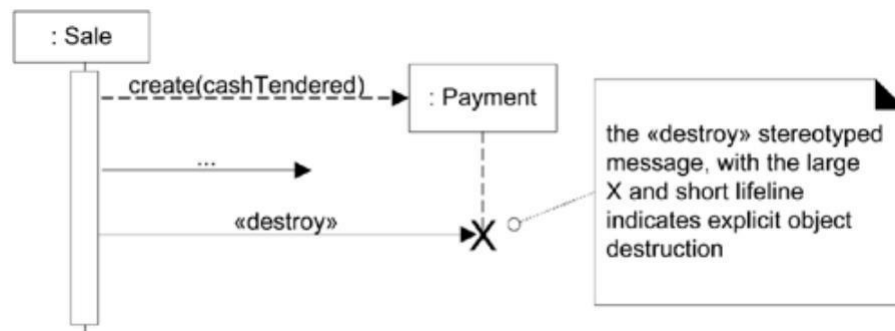 : Sale
create(cashTendered)
: Payment
...
«destroy»
X
the «destroy» stereotyped
message, with the large
X and short lifeline
indicates explicit object
destruction